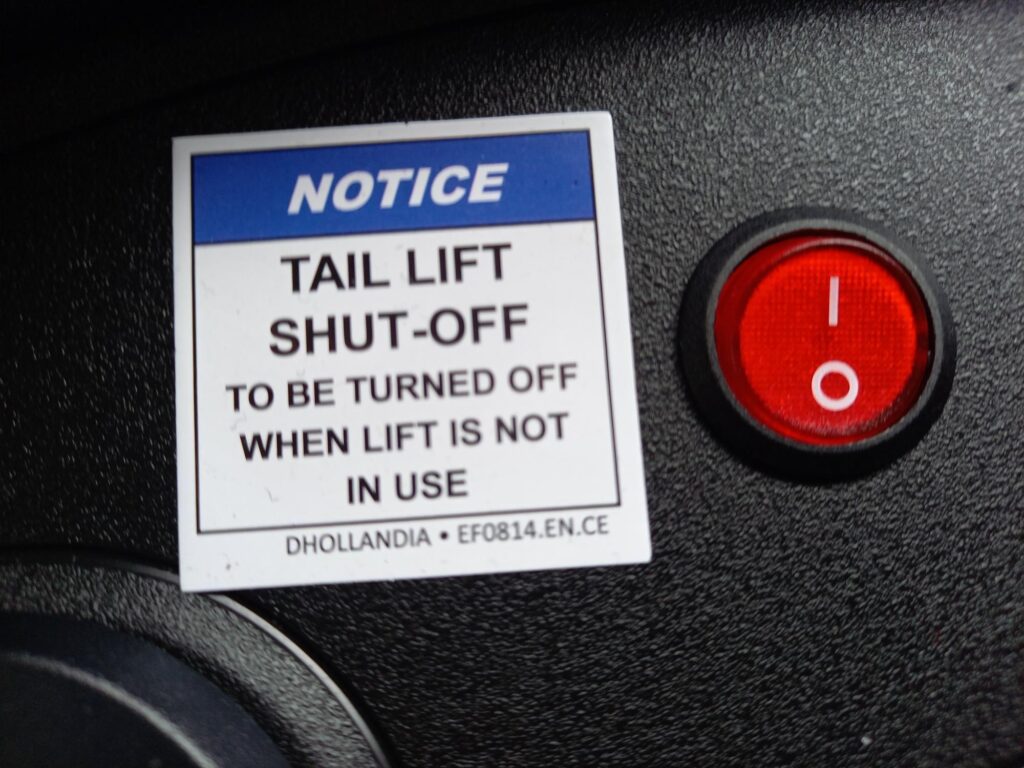 NOTICE
TAIL LIFT
SHUT-OFF
TO BE TURNED OFF
WHEN LIFT IS NOT
IN USE
DHOLLANDIA • EF0814.EN.CE
I
O